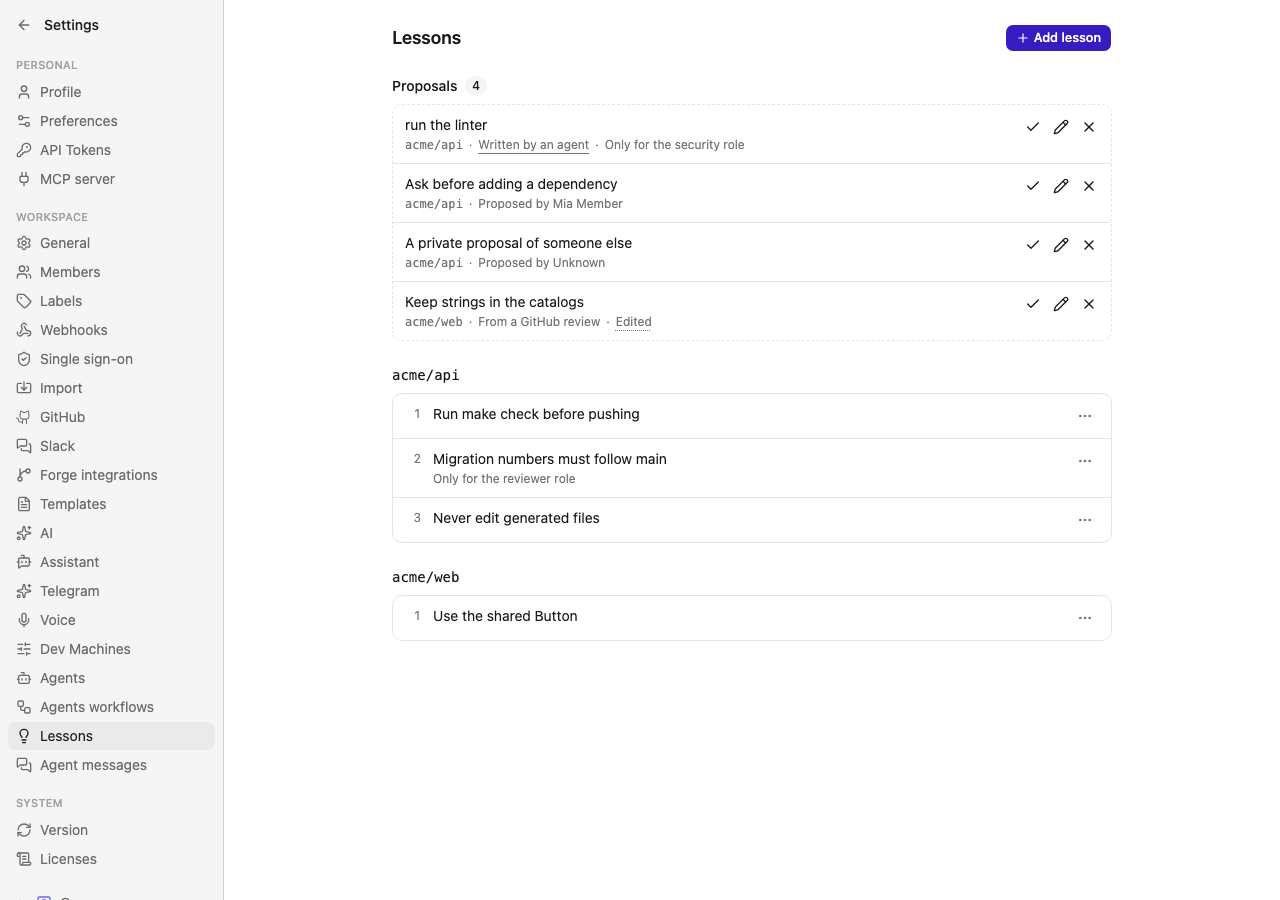 Settings
PERSONAL
Profile
Preferences
API Tokens
MCP server
WORKSPACE
General
Members
Labels
Webhooks
Single sign-on
Import
GitHub
Slack
Forge integrations
Templates
AI
Assistant
Telegram
Voice
Dev Machines
Agents
Agents workflows
Lessons
Agent messages
SYSTEM
Version
Licenses
Lessons
+ Add lesson
Proposals 4
run the linter
acme/api · Written by an agent · Only for the security role
Ask before adding a dependency
acme/api · Proposed by Mia Member
A private proposal of someone else
acme/api · Proposed by Unknown
Keep strings in the catalogs
acme/web · From a GitHub review · Edited
acme/api
1 Run make check before pushing
2 Migration numbers must follow main
Only for the reviewer role
3 Never edit generated files
acme/web
1 Use the shared Button